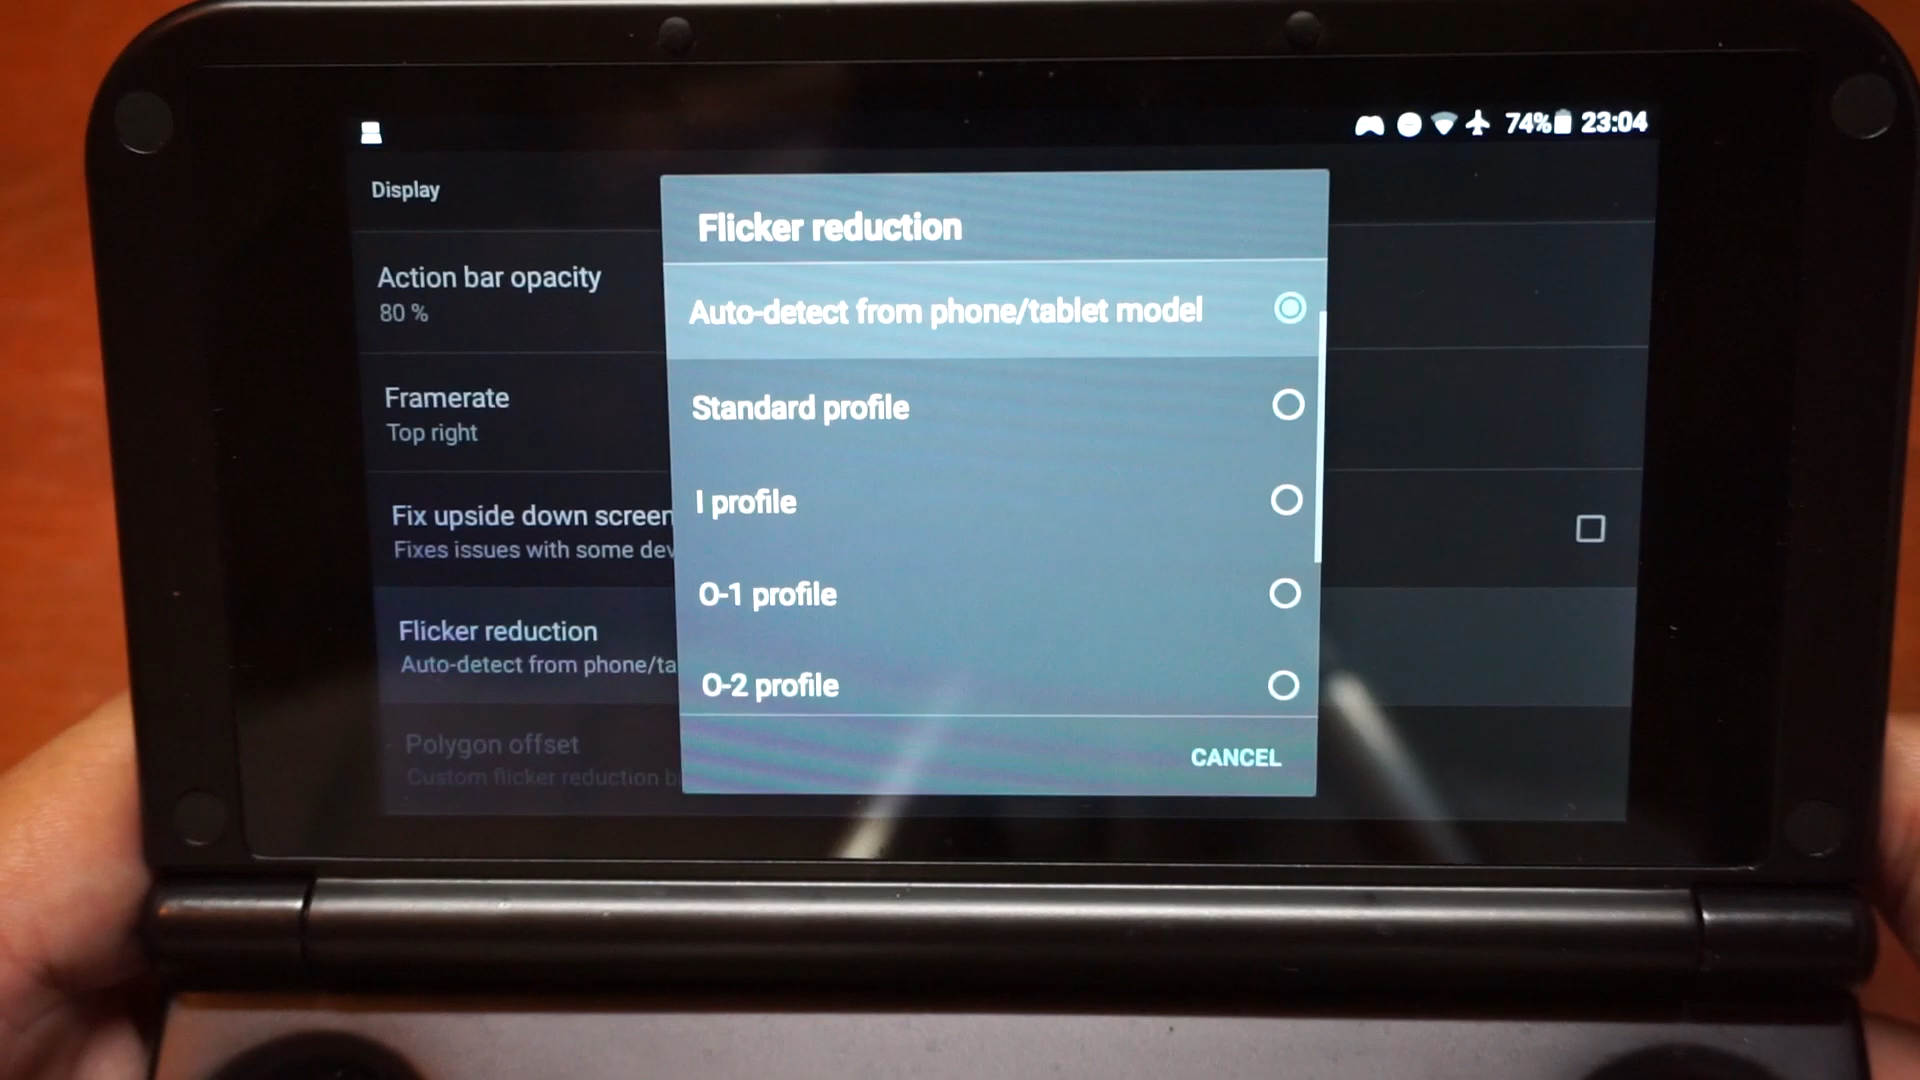 74% 23:04
Display
Action bar opacity
80 %
Framerate
Top right
Fix upside down screen
Fixes issues with some dev
Flicker reduction
Auto-detect from phone/ta
Polygon offset
Custom flicker reduction b
Flicker reduction
Auto-detect from phone/tablet model
Standard profile
I profile
O-1 profile
O-2 profile
CANCEL